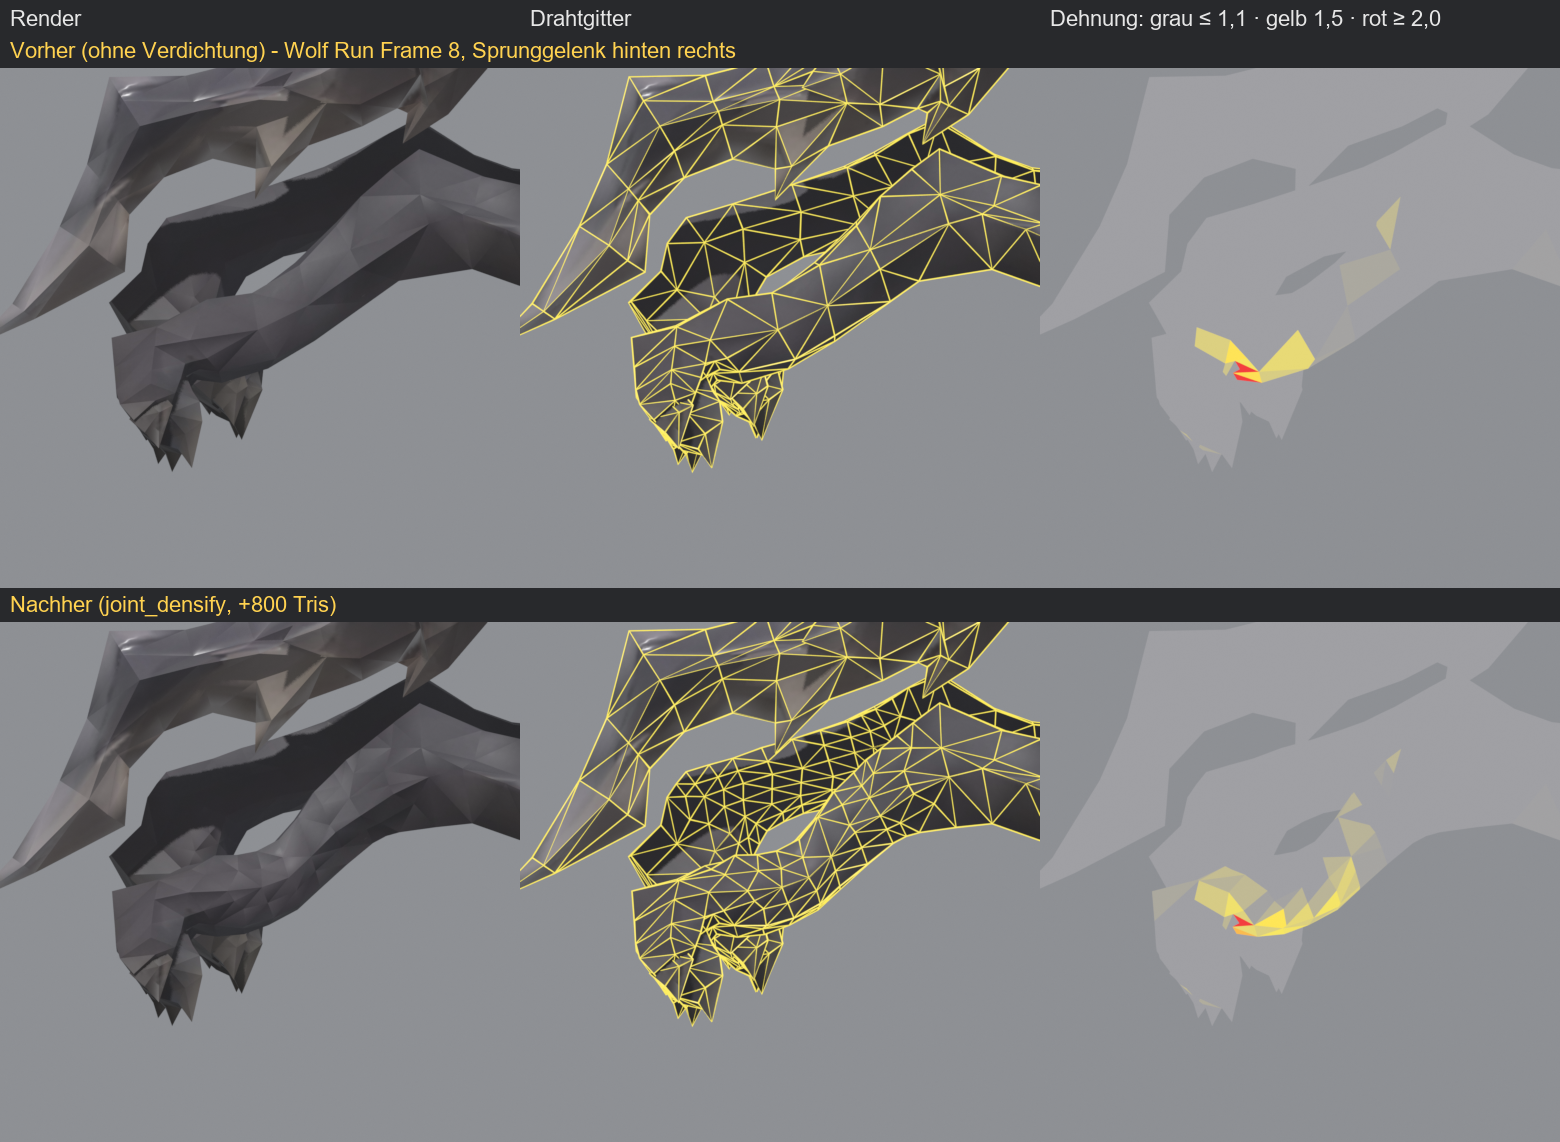 Render
Drahtgitter
Dehnung: grau ≤ 1,1 · gelb 1,5 · rot ≥ 2,0
Vorher (ohne Verdichtung) - Wolf Run Frame 8, Sprunggelenk hinten rechts
Nachher (joint_densify, +800 Tris)